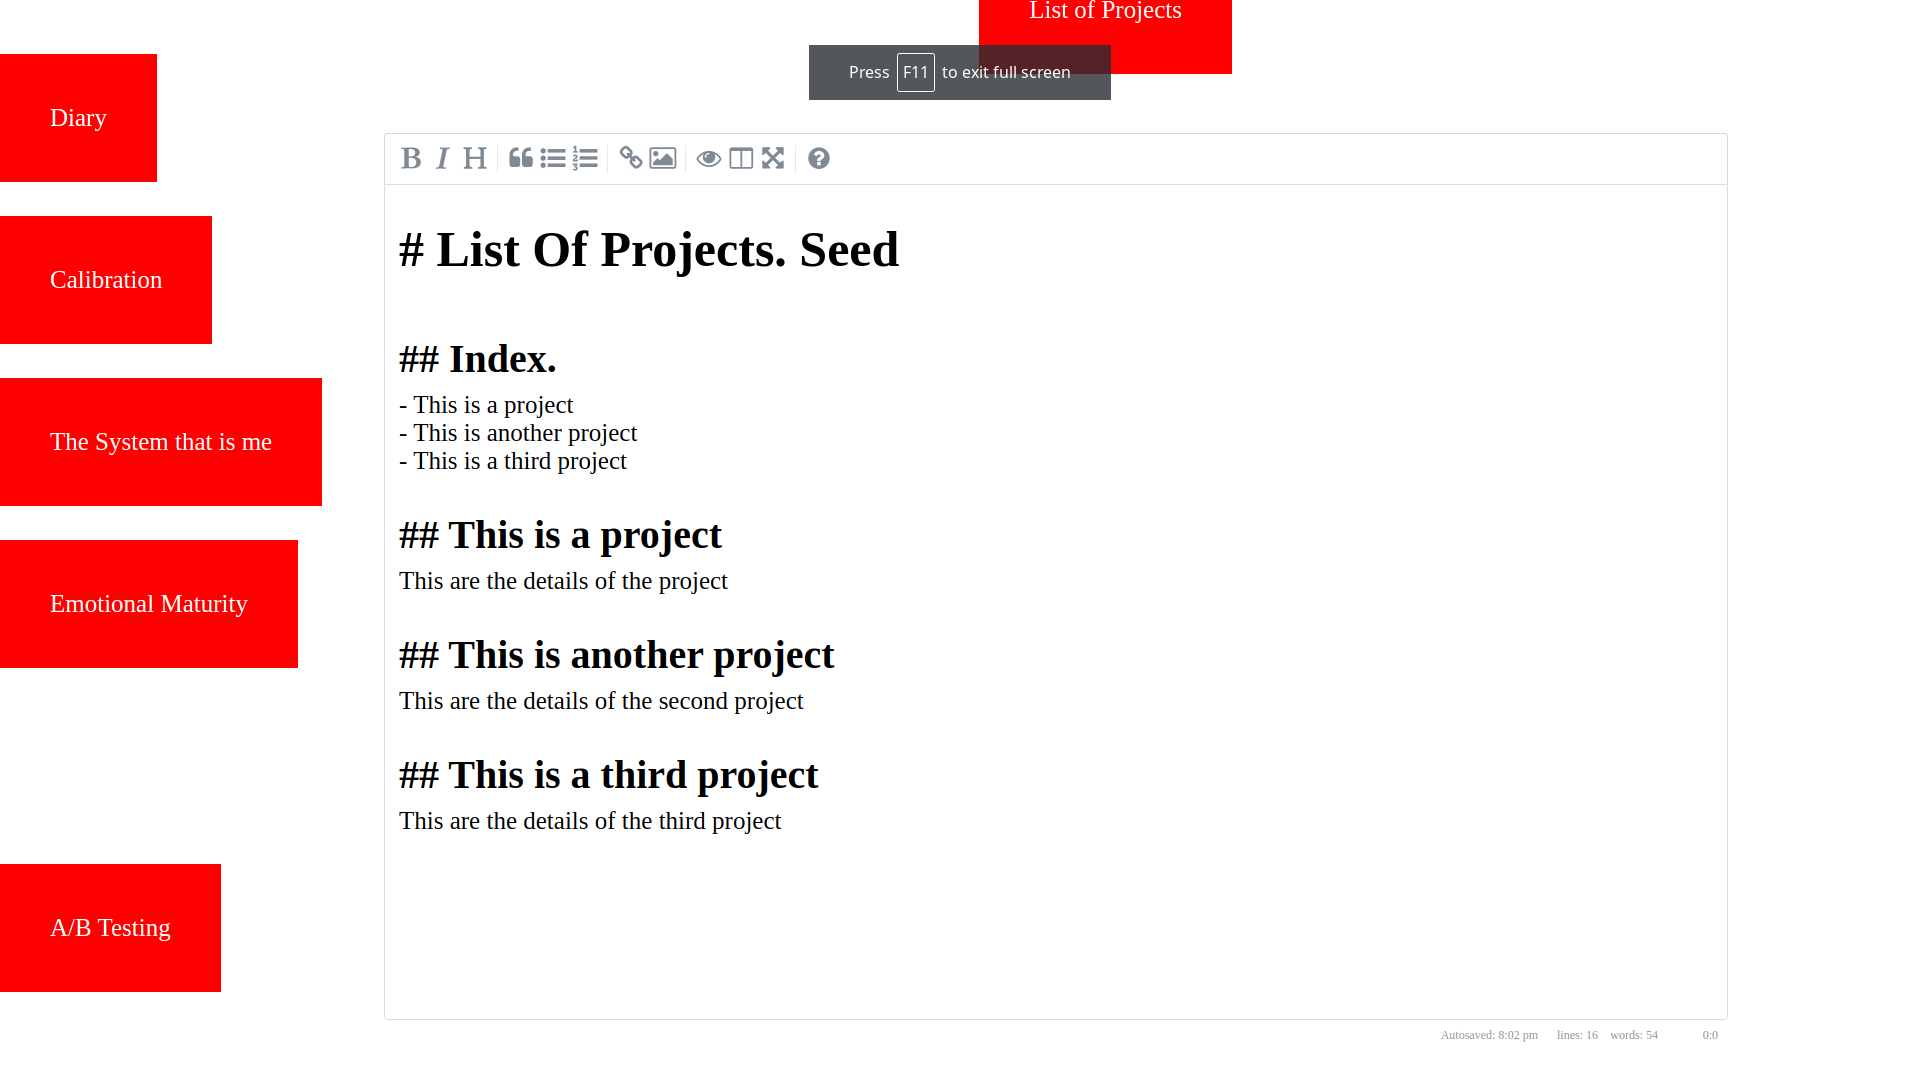 List of Projects
Press F11 to exit full screen
Diary
Calibration
The System that is me
Emotional Maturity
A/B Testing
B I H
# List Of Projects. Seed
## Index.
- This is a project
- This is another project
- This is a third project
## This is a project
This are the details of the project
## This is another project
This are the details of the second project
## This is a third project
This are the details of the third project
Autosaved: 8:02 pm lines: 16 words: 54 0:0